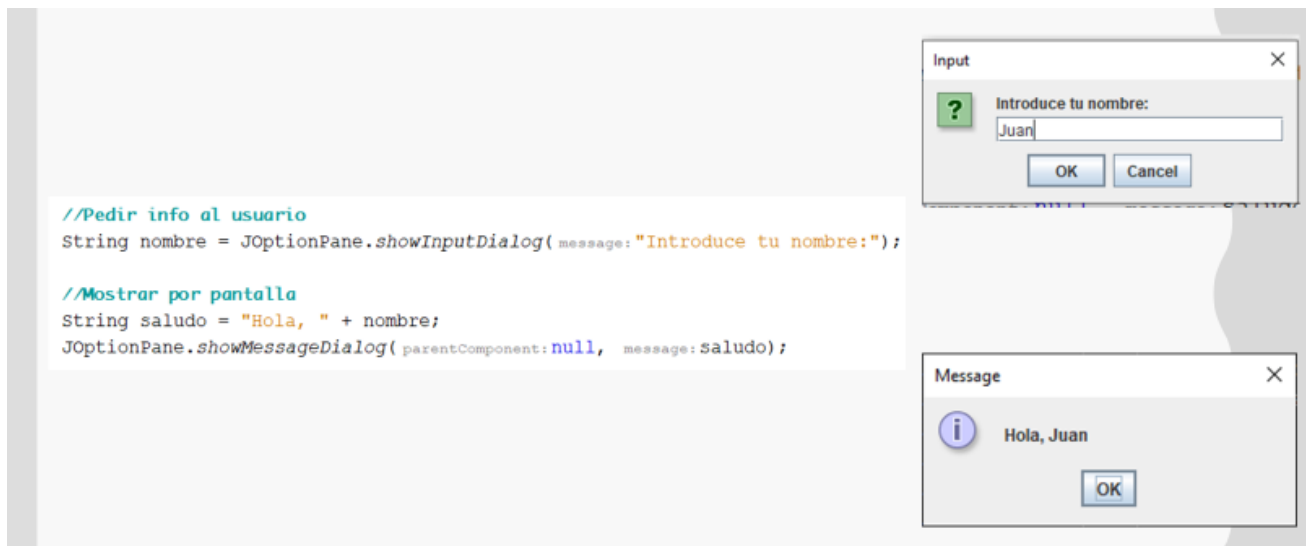 Input
?
Introduce tu nombre:
Juan
OK Cancel
//Pedir info al usuario
String nombre = JOptionPane.showInputDialog( message: "Introduce tu nombre:");
//Mostrar por pantalla
String saludo = "Hola, " + nombre;
JOptionPane.showMessageDialog( parentComponent: null, message: saludo);
Message
i
Hola, Juan
OK